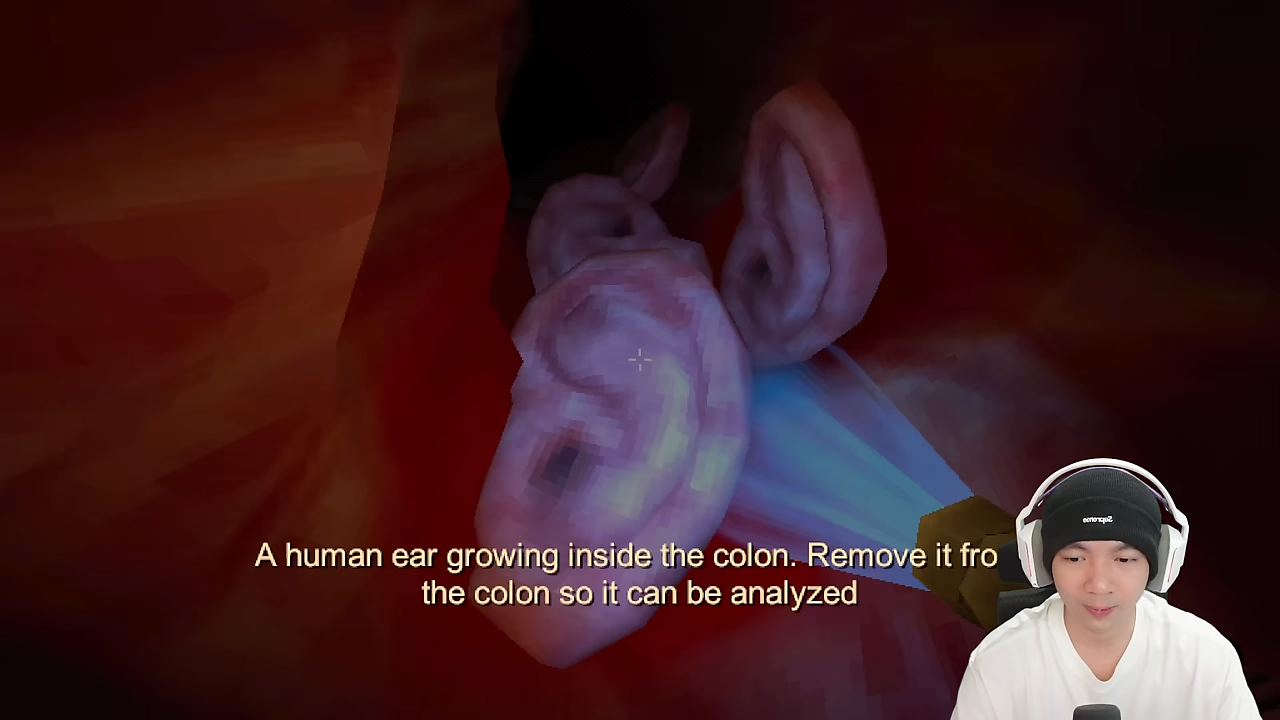 A human ear growing inside the colon. Remove it fro
the colon so it can be analyzed
Supreme